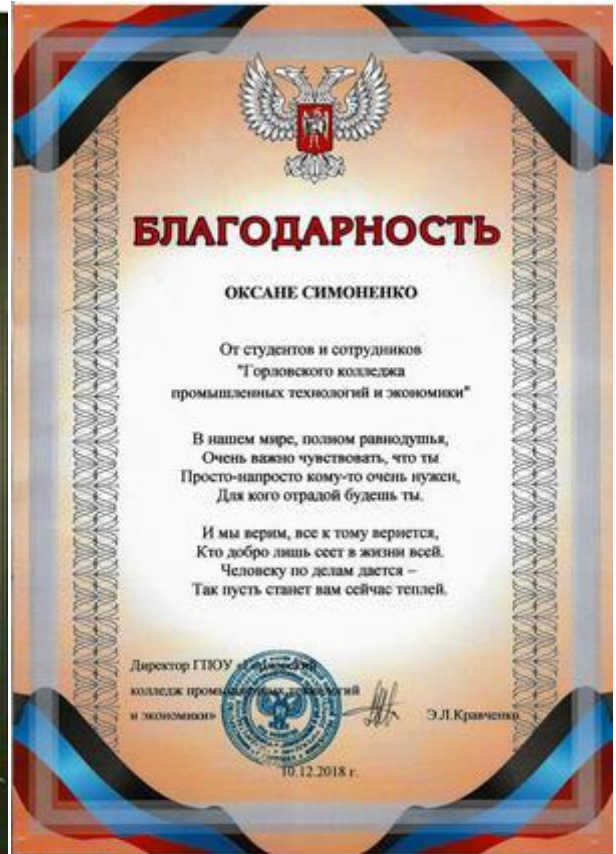 БЛАГОДАРНОСТЬ
ОКСАНЕ СИМОНЕНКО
От студентов и сотрудников
"Горловского колледжа
промышленных технологий и экономики"
В нашем мире, полном равнодушья,
Очень важно чувствовать, что ты
Просто-напросто кому-то очень нужен,
Для кого отрадой будешь ты.
И мы верим, все к тому вернется,
Кто добро лишь сеет в жизни всей.
Человеку по делам дается –
Так пусть станет вам сейчас теплей.
Директор ГПОУ «Горловский
колледж промышленных технологий
и экономики» Э.Л.Кравченко
10.12.2018 г.